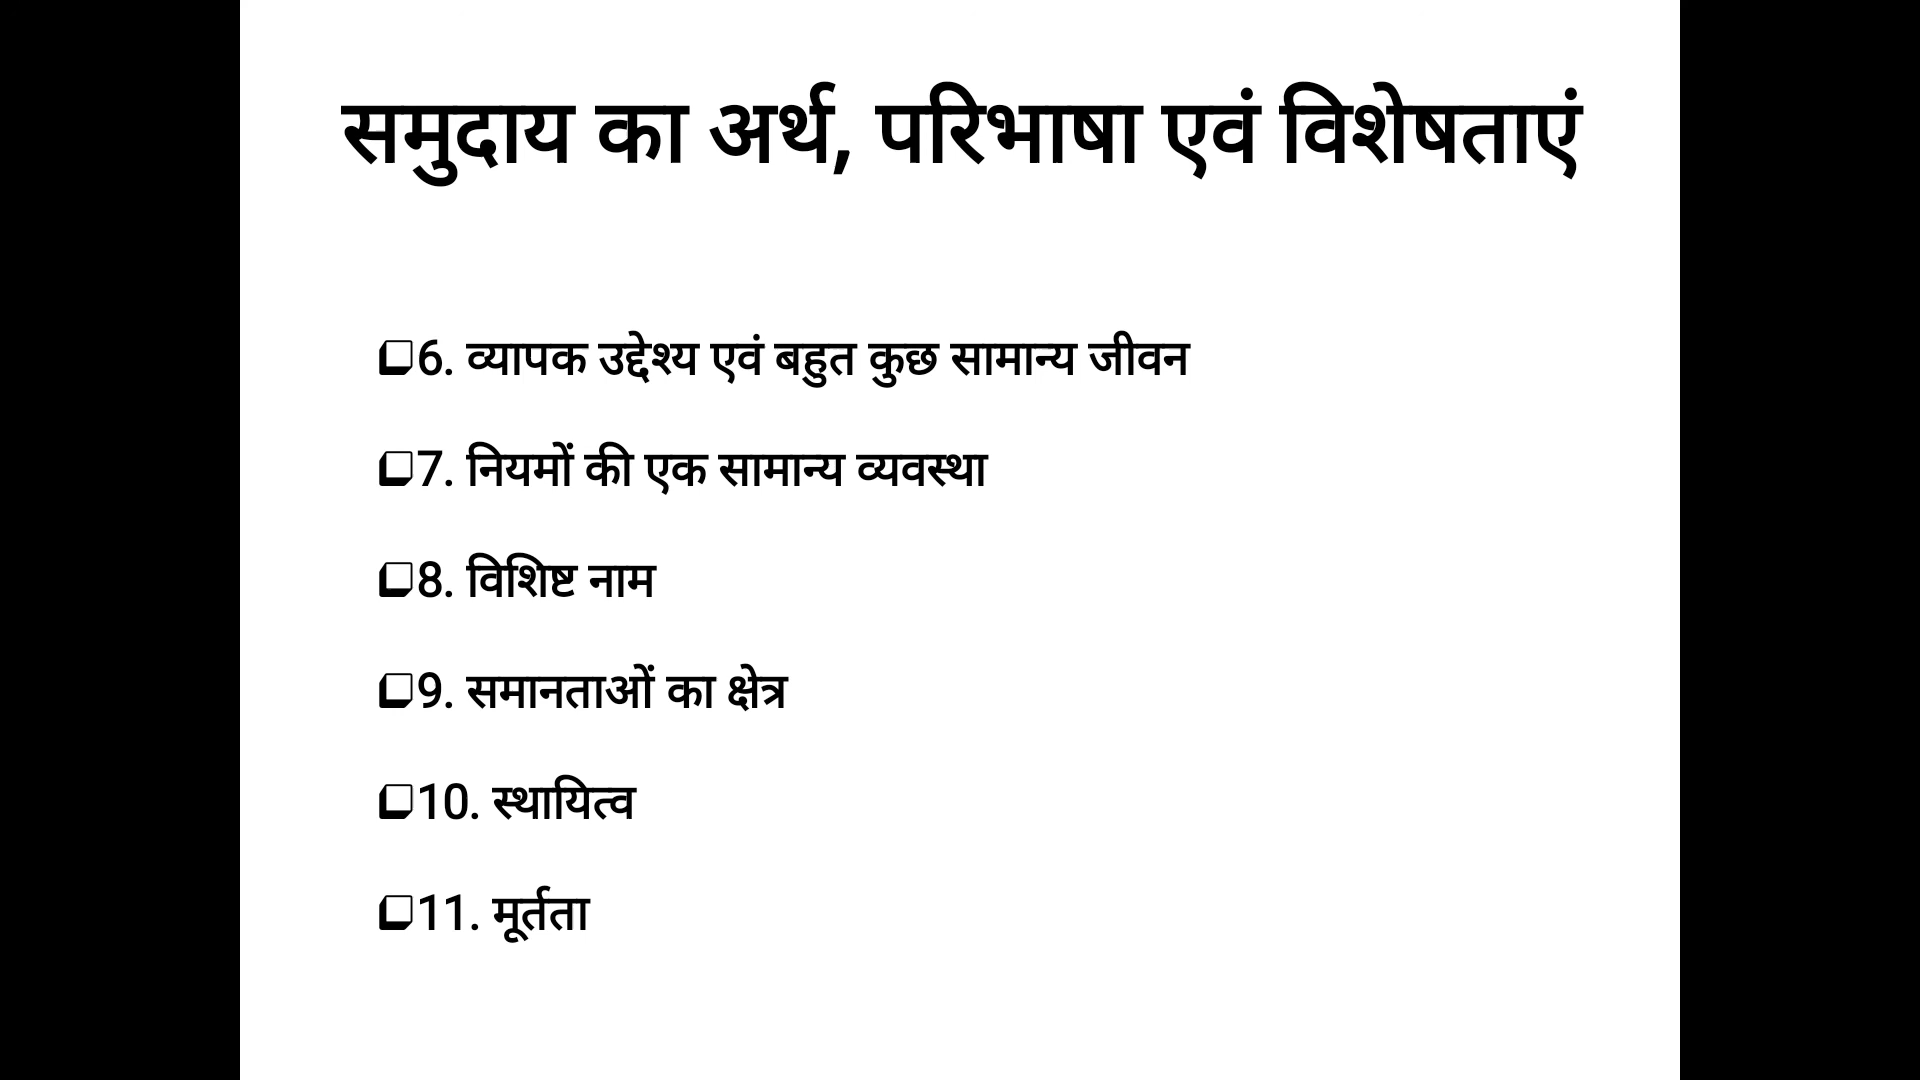 समुदाय का अर्थ, परिभाषा एवं विशेषताएं
❑6. व्यापक उद्देश्य एवं बहुत कुछ सामान्य जीवन
❑7. नियमों की एक सामान्य व्यवस्था
❑8. विशिष्ट नाम
❑9. समानताओं का क्षेत्र
❑10. स्थायित्व
❑11. मूर्तता